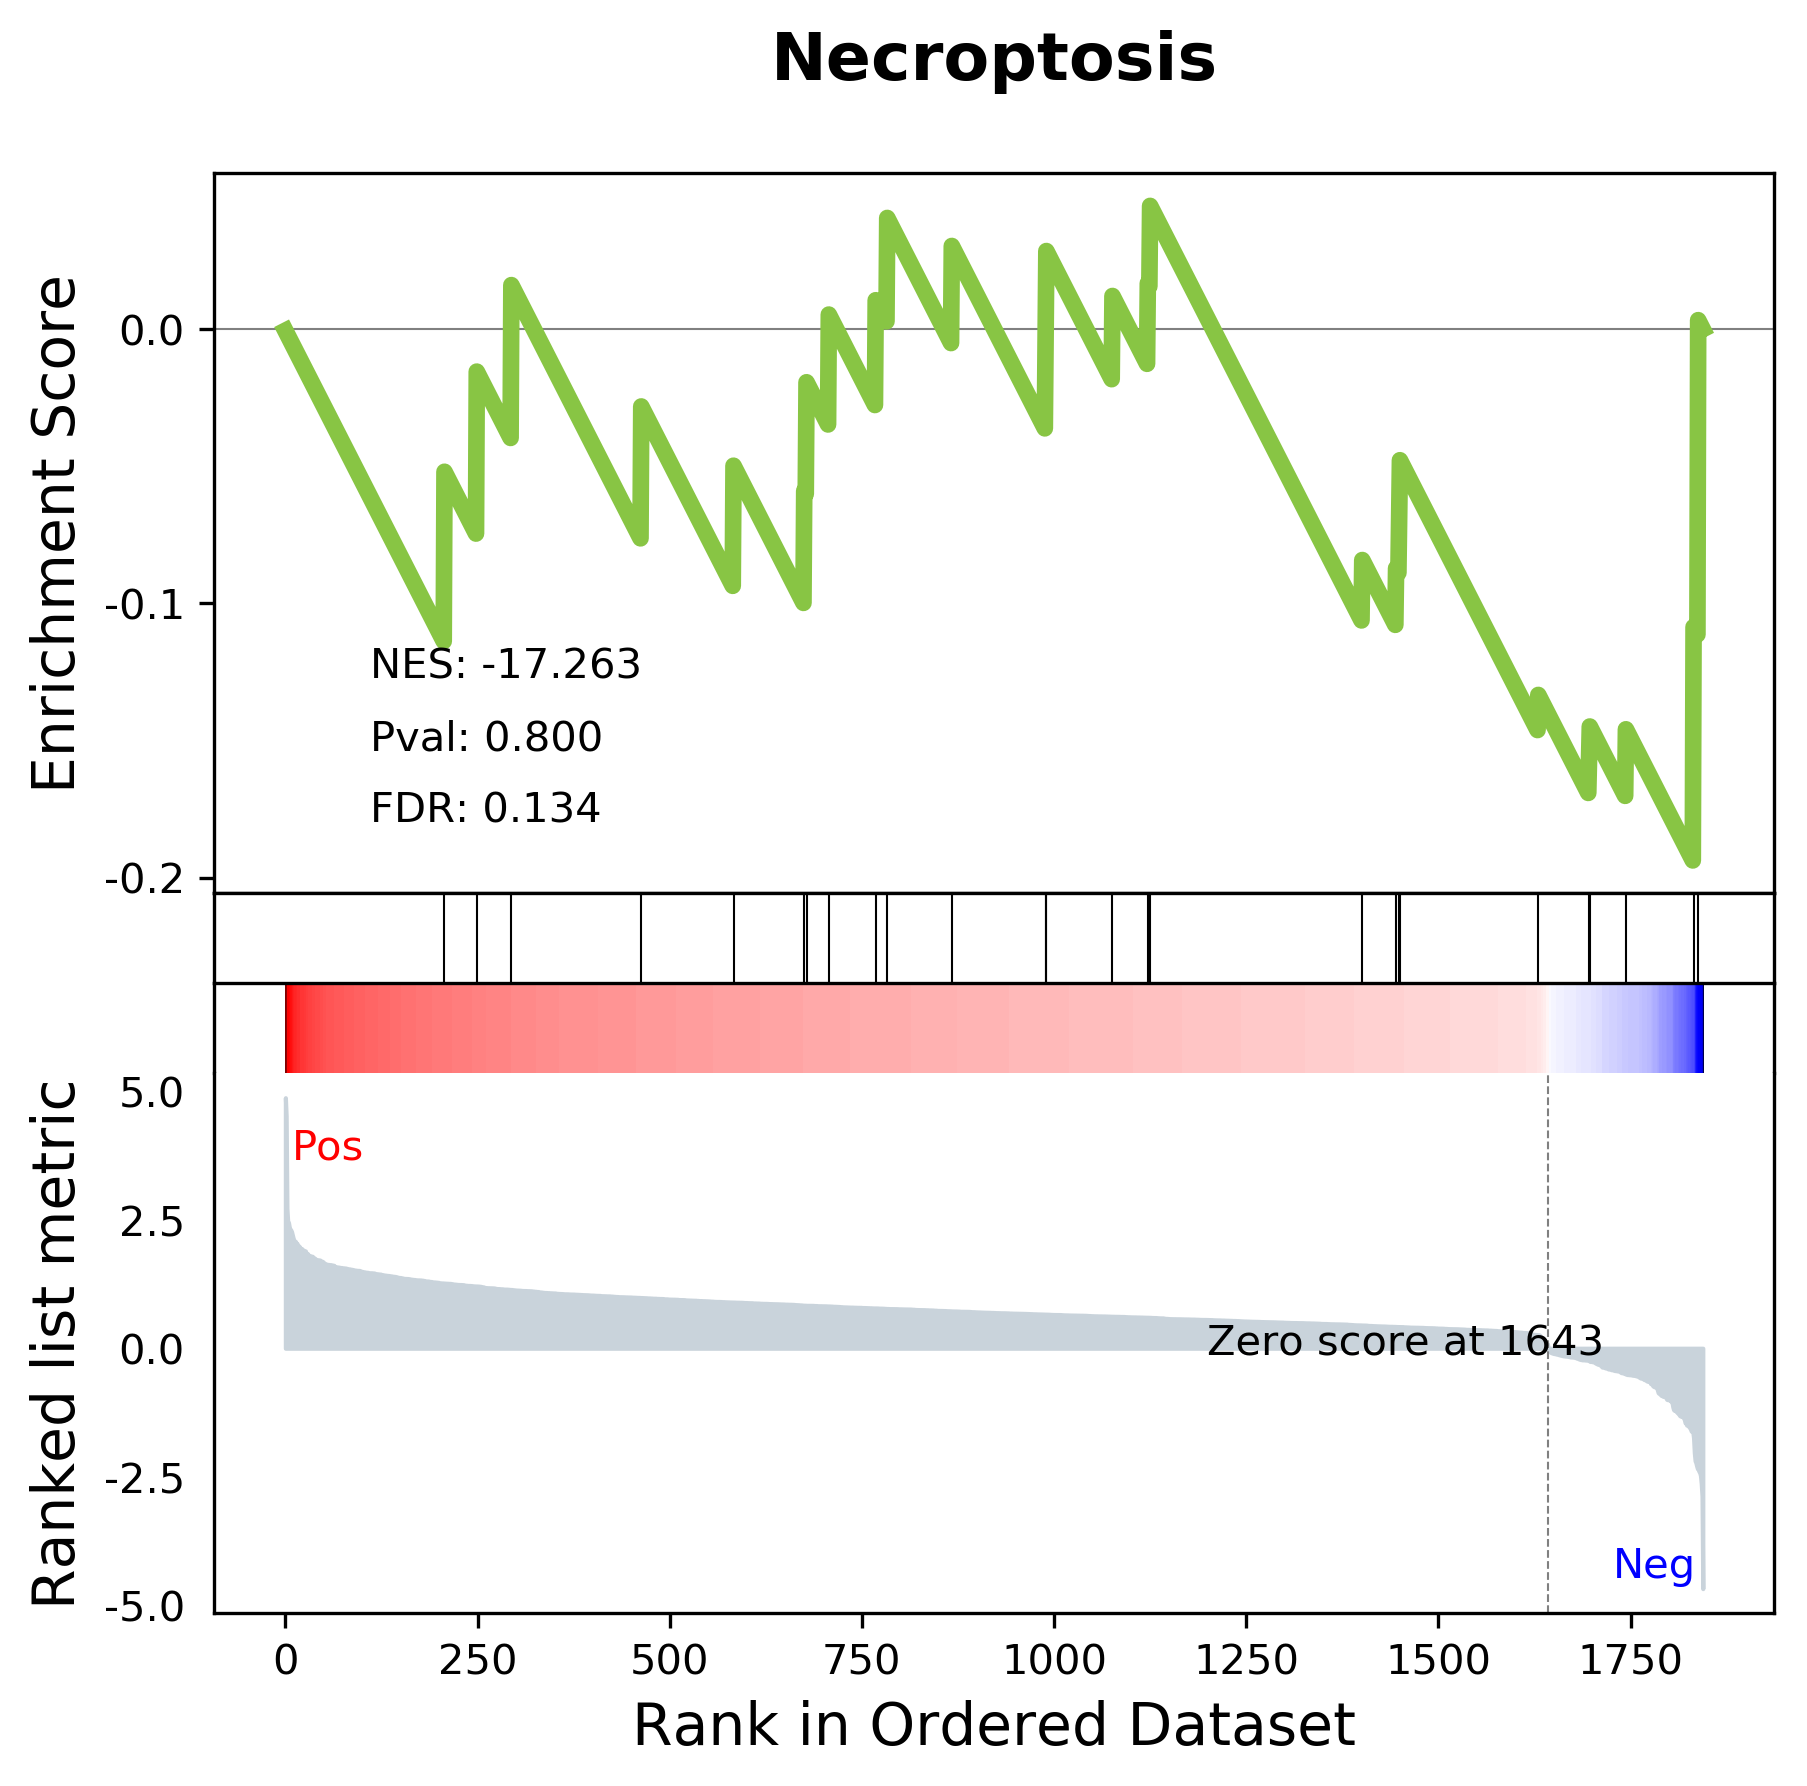 Necroptosis
Enrichment Score
0.0
-0.1
-0.2
NES: -17.263
Pval: 0.800
FDR: 0.134
Ranked list metric
5.0
2.5
0.0
-2.5
-5.0
Pos
Zero score at 1643
Neg
0 250 500 750 1000 1250 1500 1750
Rank in Ordered Dataset